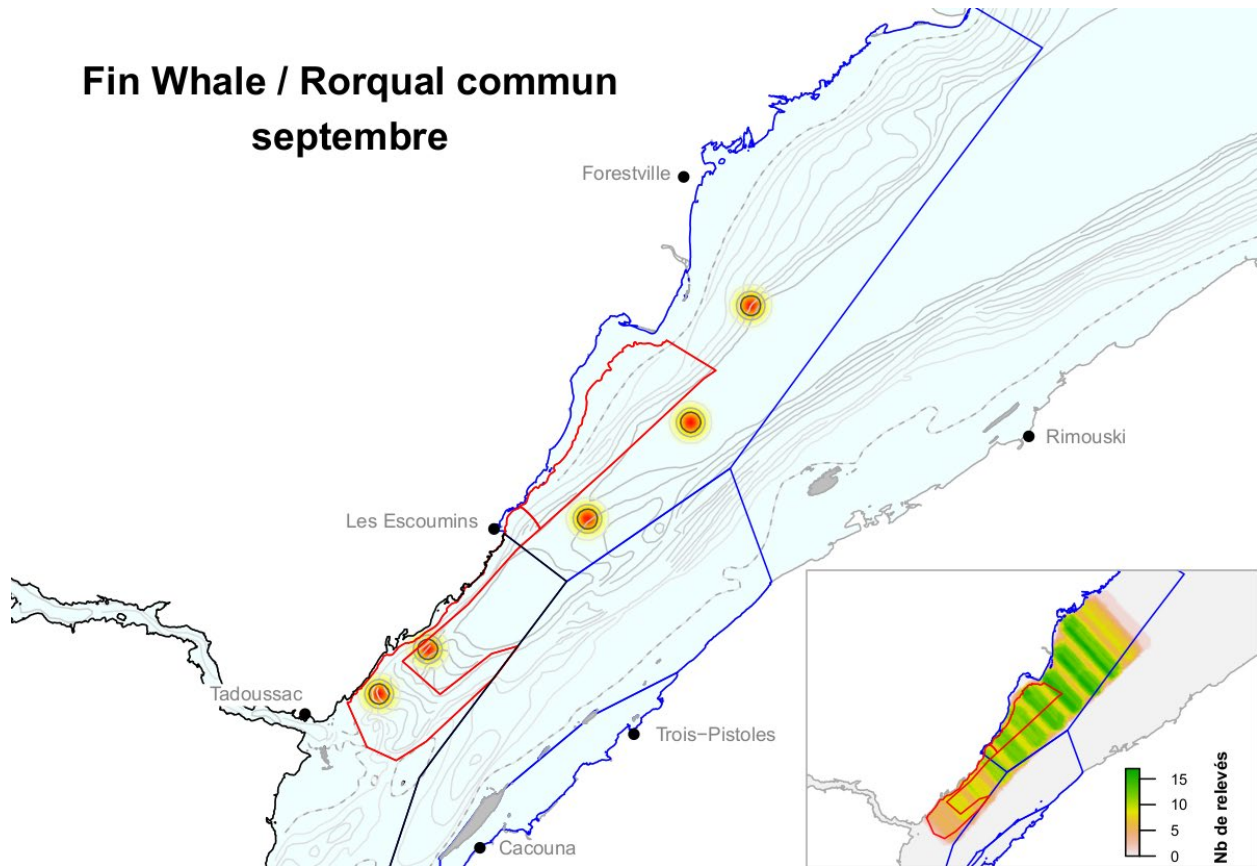 Fin Whale / Rorqual commun
septembre
Forestville
Rimouski
Les Escoumins
Tadoussac
Trois−Pistoles
Cacouna
15
10
5
0
Nb de relevés